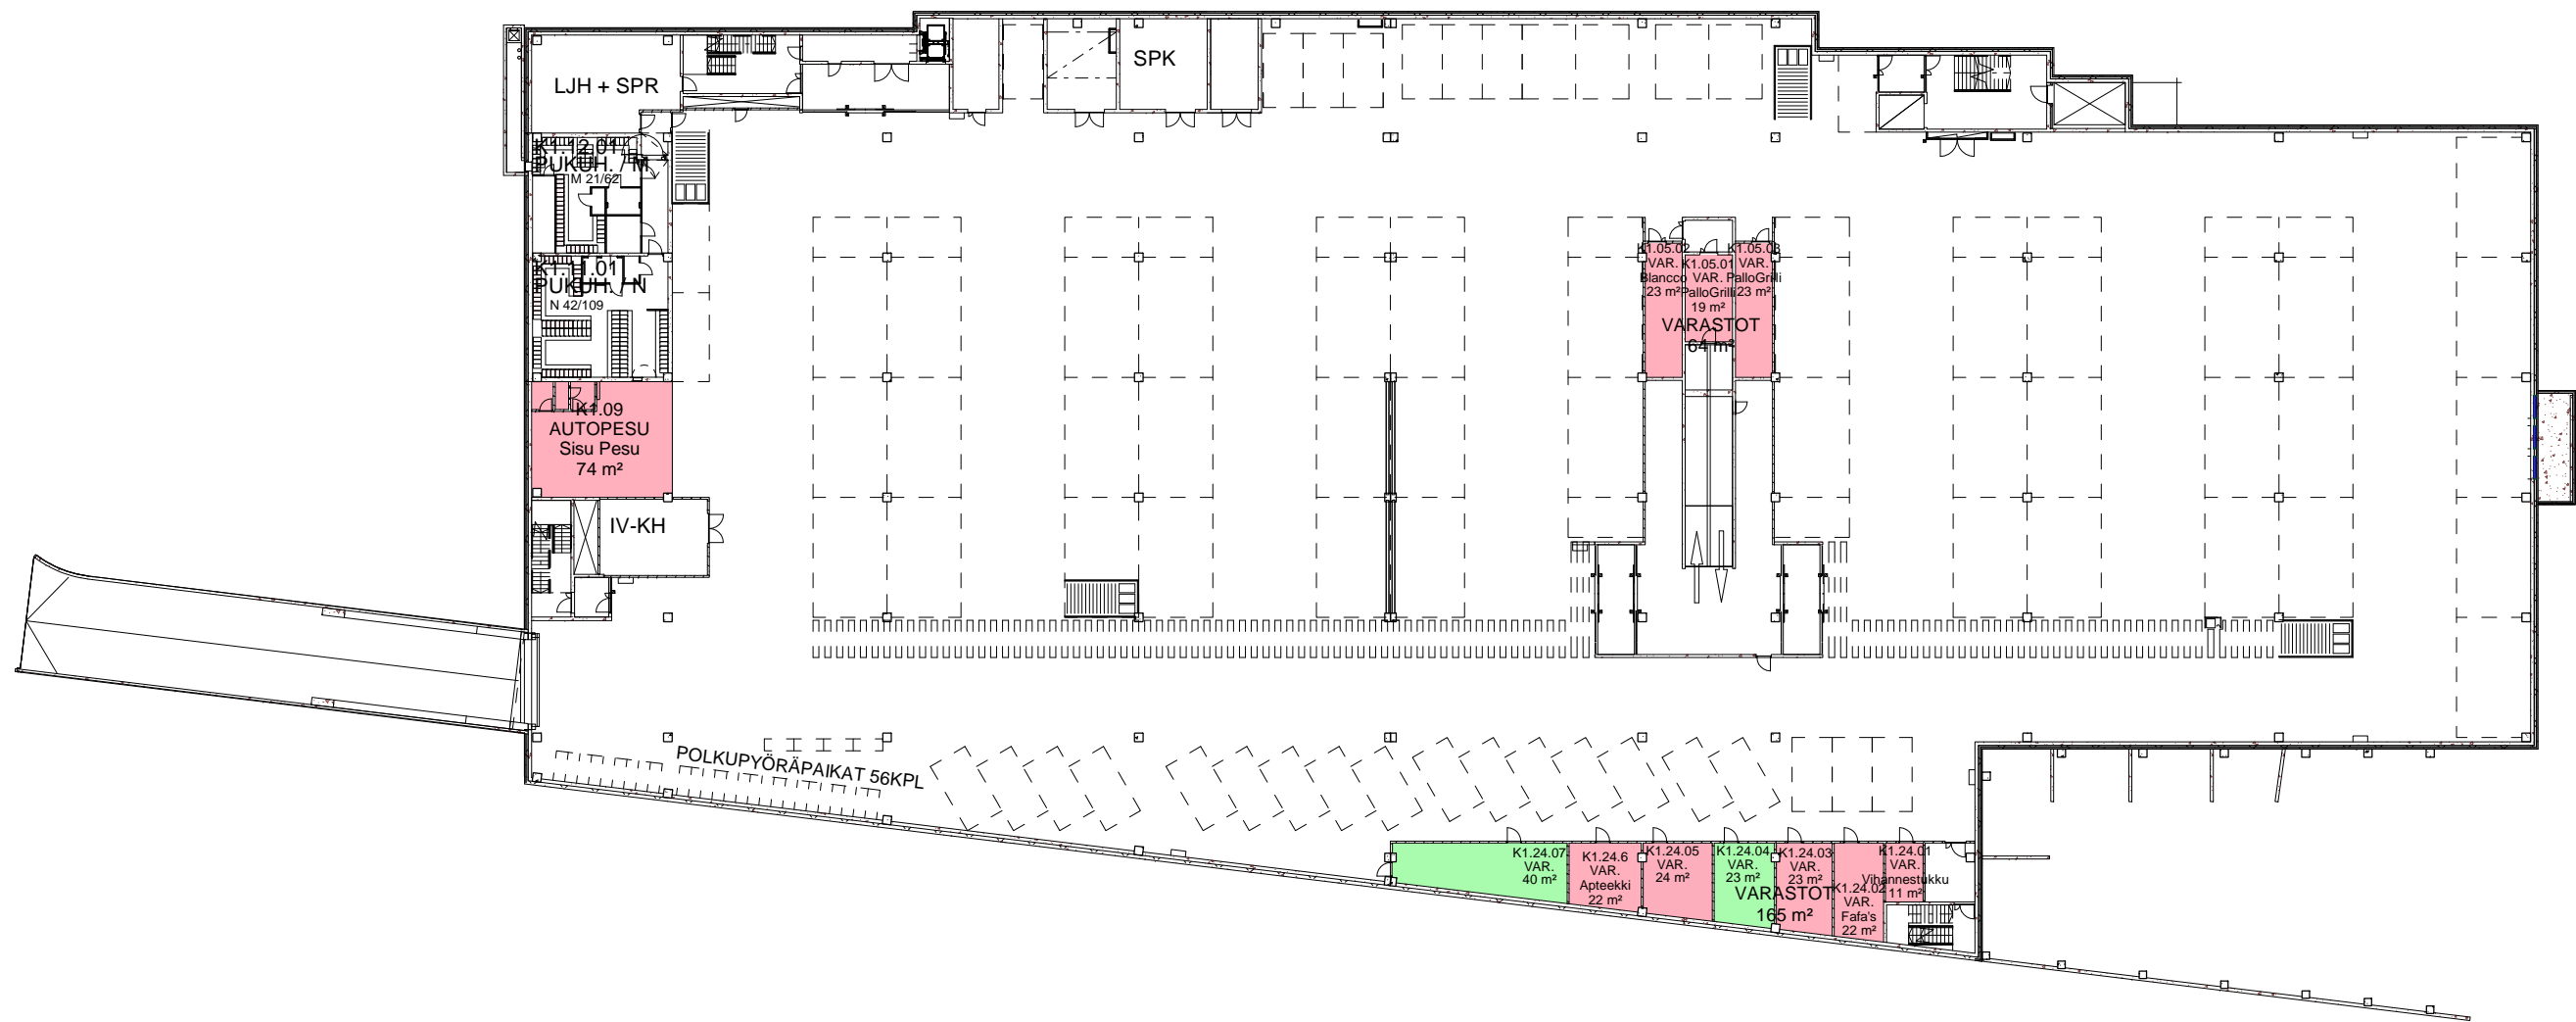 SPK
LJH + SPR
K1.12.01
PUKUH. / M
M 21/62
K1.11.01
PUKUH. / N
N 42/109
K1.05.02
VAR.
Blancco
23 m²
K1.05.01
VAR.
PalloGrilli
19 m²
K1.05.03
VAR.
PalloGrilli
23 m²
VARASTOT
64 m²
K1.09
AUTOPESU
Sisu Pesu
74 m²
IV-KH
POLKUPYÖRÄPAIKAT 56KPL
K1.24.07
VAR.
40 m²
K1.24.6
VAR.
Apteekki
22 m²
K1.24.05
VAR.
24 m²
K1.24.04
VAR.
23 m²
K1.24.03
VAR.
23 m²
K1.24.02
VAR.
Fafa's
22 m²
K1.24.01
VAR.
Vihannestukku
11 m²
VARASTOT
165 m²